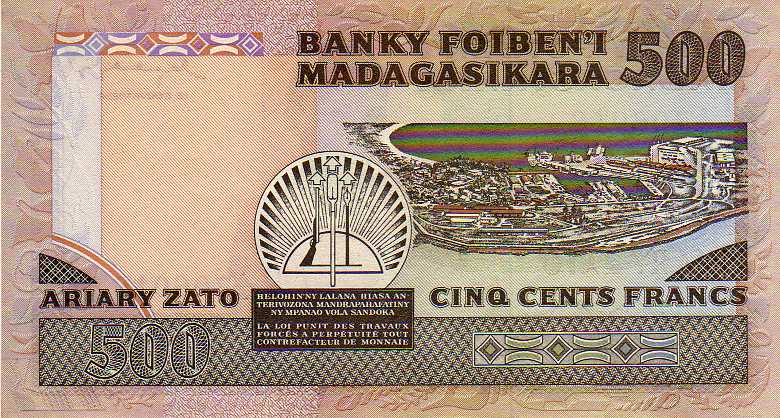 BANKY FOIBEN'I
MADAGASIKARA
500
ARIARY ZATO
HELOHIN'NY LALANA HIASA AN
TERIVOZONA MANDRAPAHAFATINY
NY MPANAO VOLA SANDOKA
LA LOI PUNIT DES TRAVAUX
FORCÉS A PERPÉTUITÉ TOUT
CONTREFACTEUR DE MONNAIE
CINQ CENTS FRANCS
500